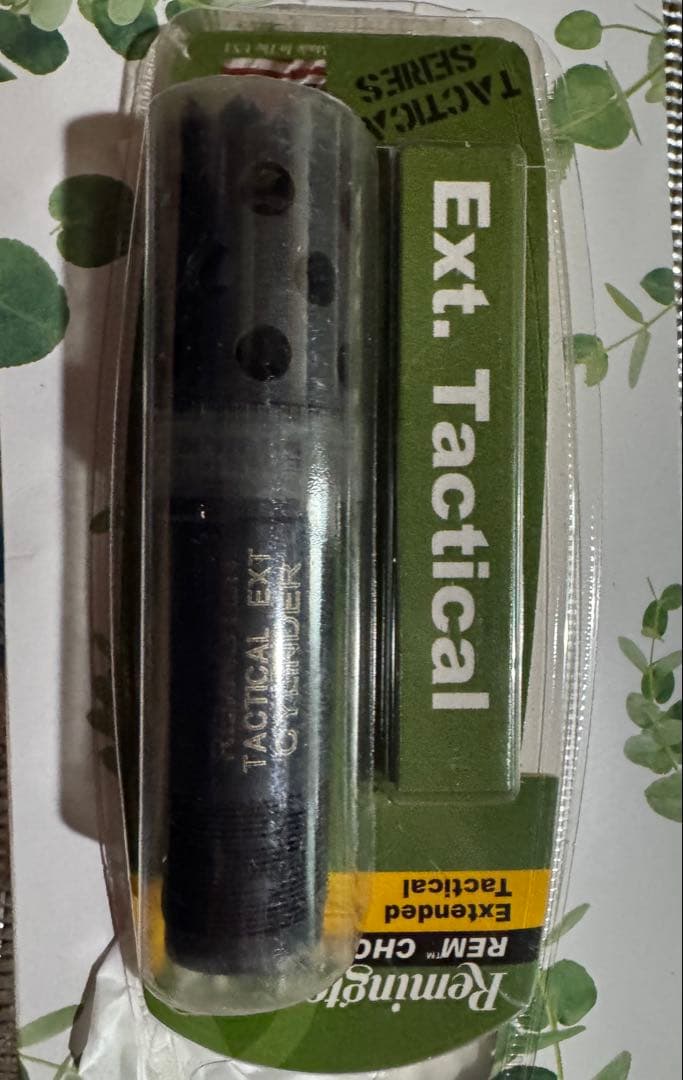 Made In The USA
TACTICAL
SERIES
Ext. Tactical
TACTICAL EXT
CYLINDER
Remingto
REM™ CHO
Extended
Tactical